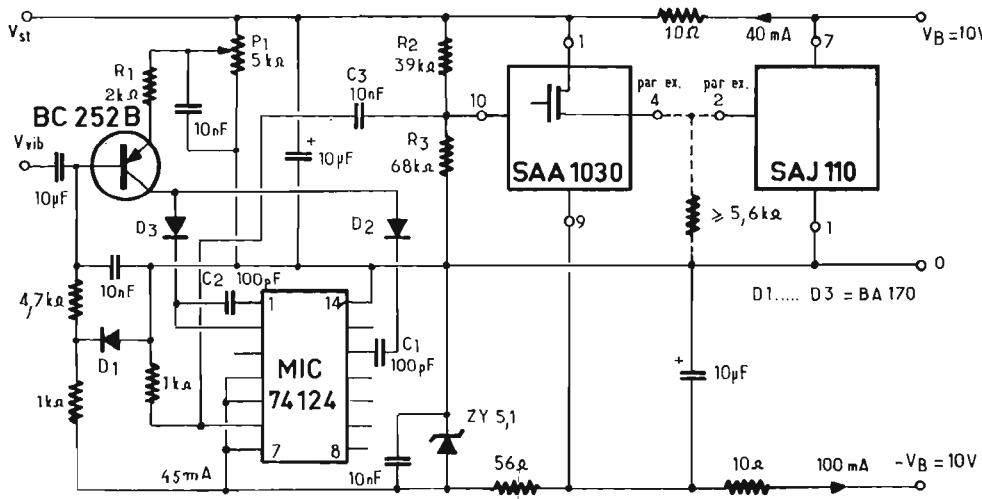 Vst
P1
5kΩ
R1
2kΩ
10nF
BC 252B
Vvib
10µF
C3
10nF
R2
39kΩ
+
10µF
R3
68kΩ
10
1
SAA 1030
9
par ex.
4
par ex.
2
10Ω
40 mA
7
VB = 10V
SAJ 110
1
⩾ 5,6kΩ
0
D3
D2
10nF
C2
100pF
4,7kΩ
D1
1kΩ
1kΩ
1
14
MIC
74124
7
8
C1
100pF
D1..... D3 = BA 170
+
10µF
ZY 5,1
10nF
45mA
56Ω
10Ω
100 mA
-VB = 10V